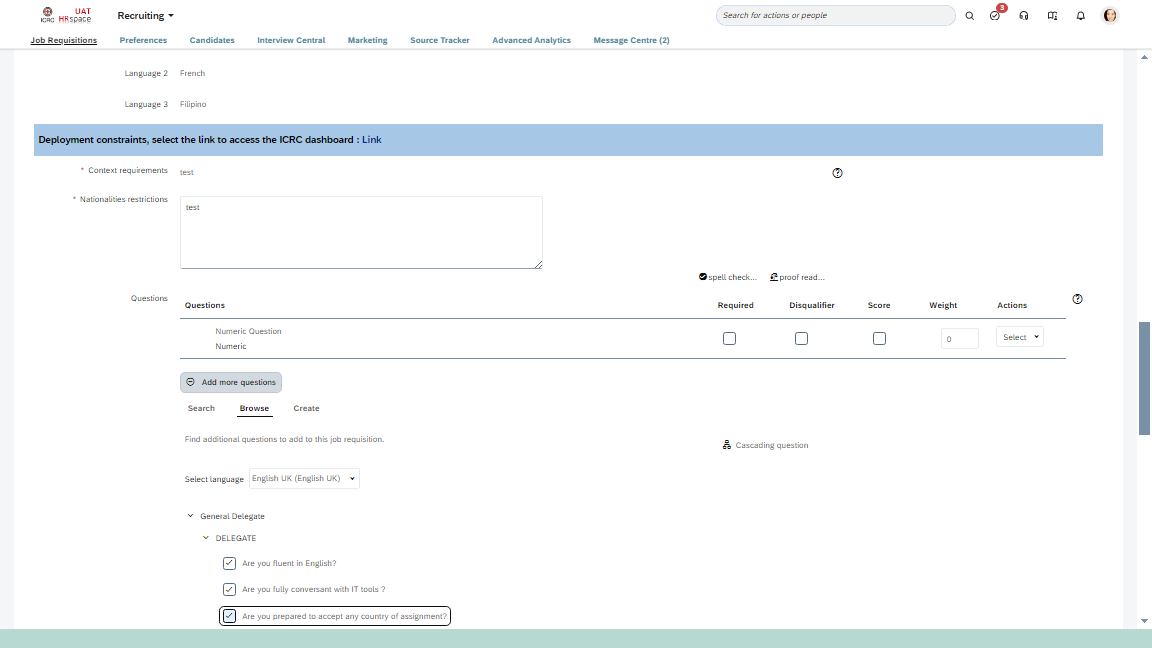 ICRC UAT HRspace
Recruiting
Search for actions or people
3
Job Requisitions Preferences Candidates Interview Central Marketing Source Tracker Advanced Analytics Message Centre (2)
Language 2 French
Language 3 Filipino
Deployment constraints, select the link to access the ICRC dashboard : Link
* Context requirements test
* Nationalities restrictions test
spell check... proof read...
Questions
Questions Required Disqualifier Score Weight Actions
Numeric Question
Numeric
0
Select
Add more questions
Search Browse Create
Find additional questions to add to this job requisition.
Cascading question
Select language English UK (English UK)
General Delegate
DELEGATE
Are you fluent in English?
Are you fully conversant with IT tools ?
Are you prepared to accept any country of assignment?